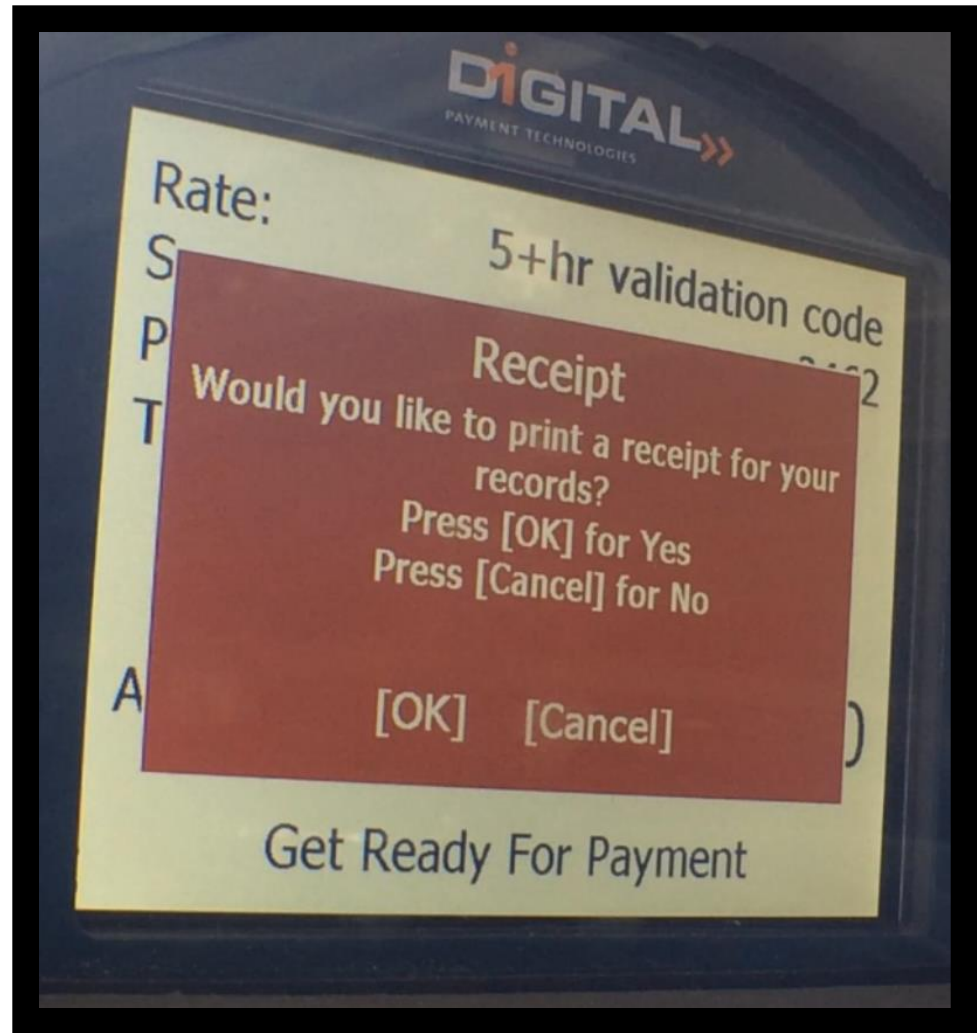 DiGITAL
PAYMENT TECHNOLOGIES
Rate:
5+hr validation code
S
P
T
Receipt
Would you like to print a receipt for your
records?
Press [OK] for Yes
Press [Cancel] for No
A
[OK] [Cancel]
Get Ready For Payment